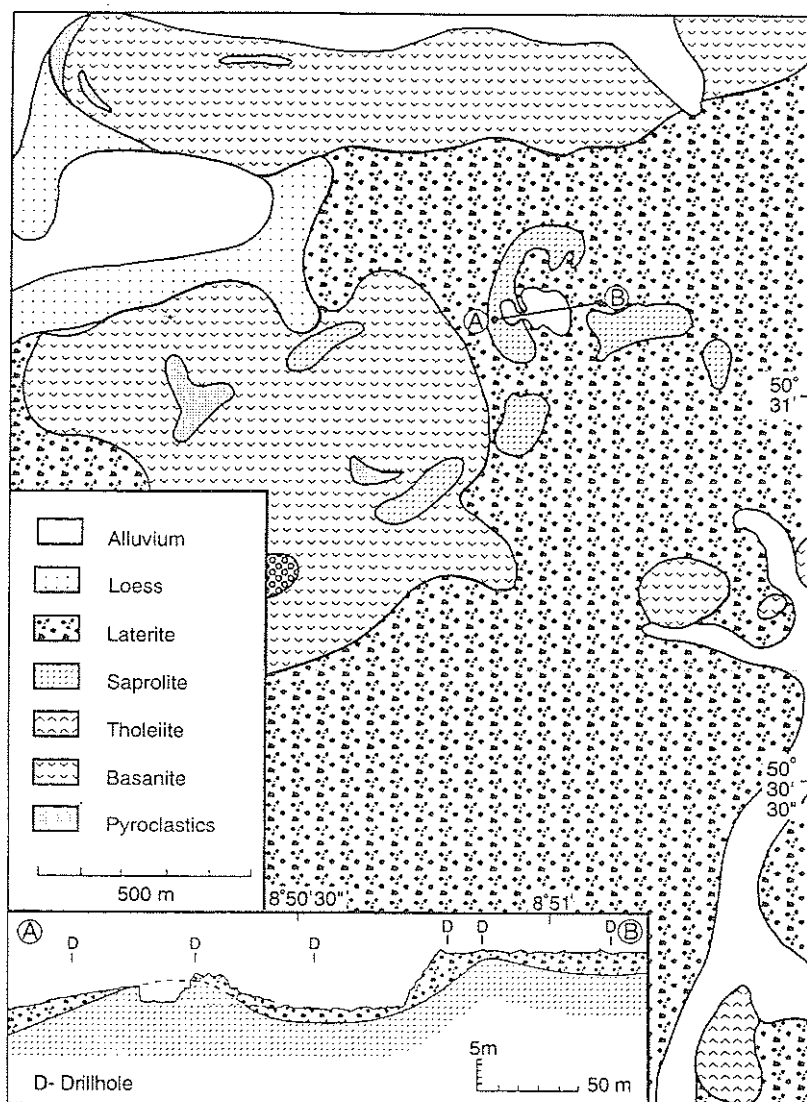 A
B
50°
31'
Alluvium
Loess
Laterite
Saprolite
Tholeiite
Basanite
Pyroclastics
500 m
50°
30'
30"
8°50'30"
8°51'
A
D
D
D
D
D
D
B
5m
50 m
D- Drillhole